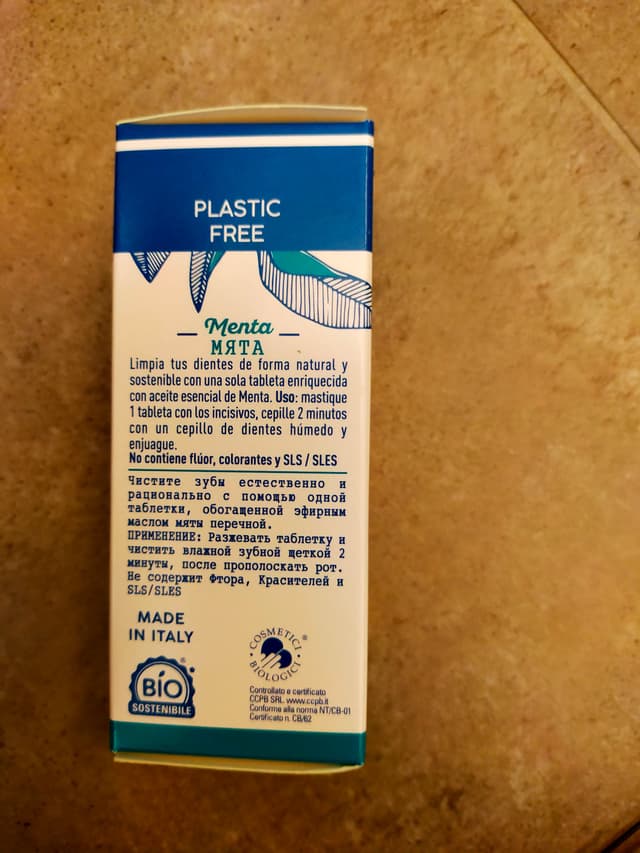 PLASTIC
FREE
Menta
МЯТА
Limpia tus dientes de forma natural y
sostenible con una sola tableta enriquecida
con aceite esencial de Menta. Uso: mastique
1 tableta con los incisivos, cepille 2 minutos
con un cepillo de dientes húmedo y
enjuague.
No contiene flúor, colorantes y SLS / SLES
Чистите зубы естественно и
рационально с помощью одной
таблетки, обогащенной эфирным
маслом мяты перечной.
ПРИМЕНЕНИЕ: Разжевать таблетку и
чистить влажной зубной щеткой 2
минуты, после прополоскать рот.
Не содержит Фтора, Красителей и
SLS/SLES
MADE
IN ITALY
BIO
SOSTENIBILE
COSMETICI
BIOLOGICI
Controllato e certificato
CCPB SRL www.ccpb.it
Conforme alla norma NT/CB-01
Certificato n. CB/62